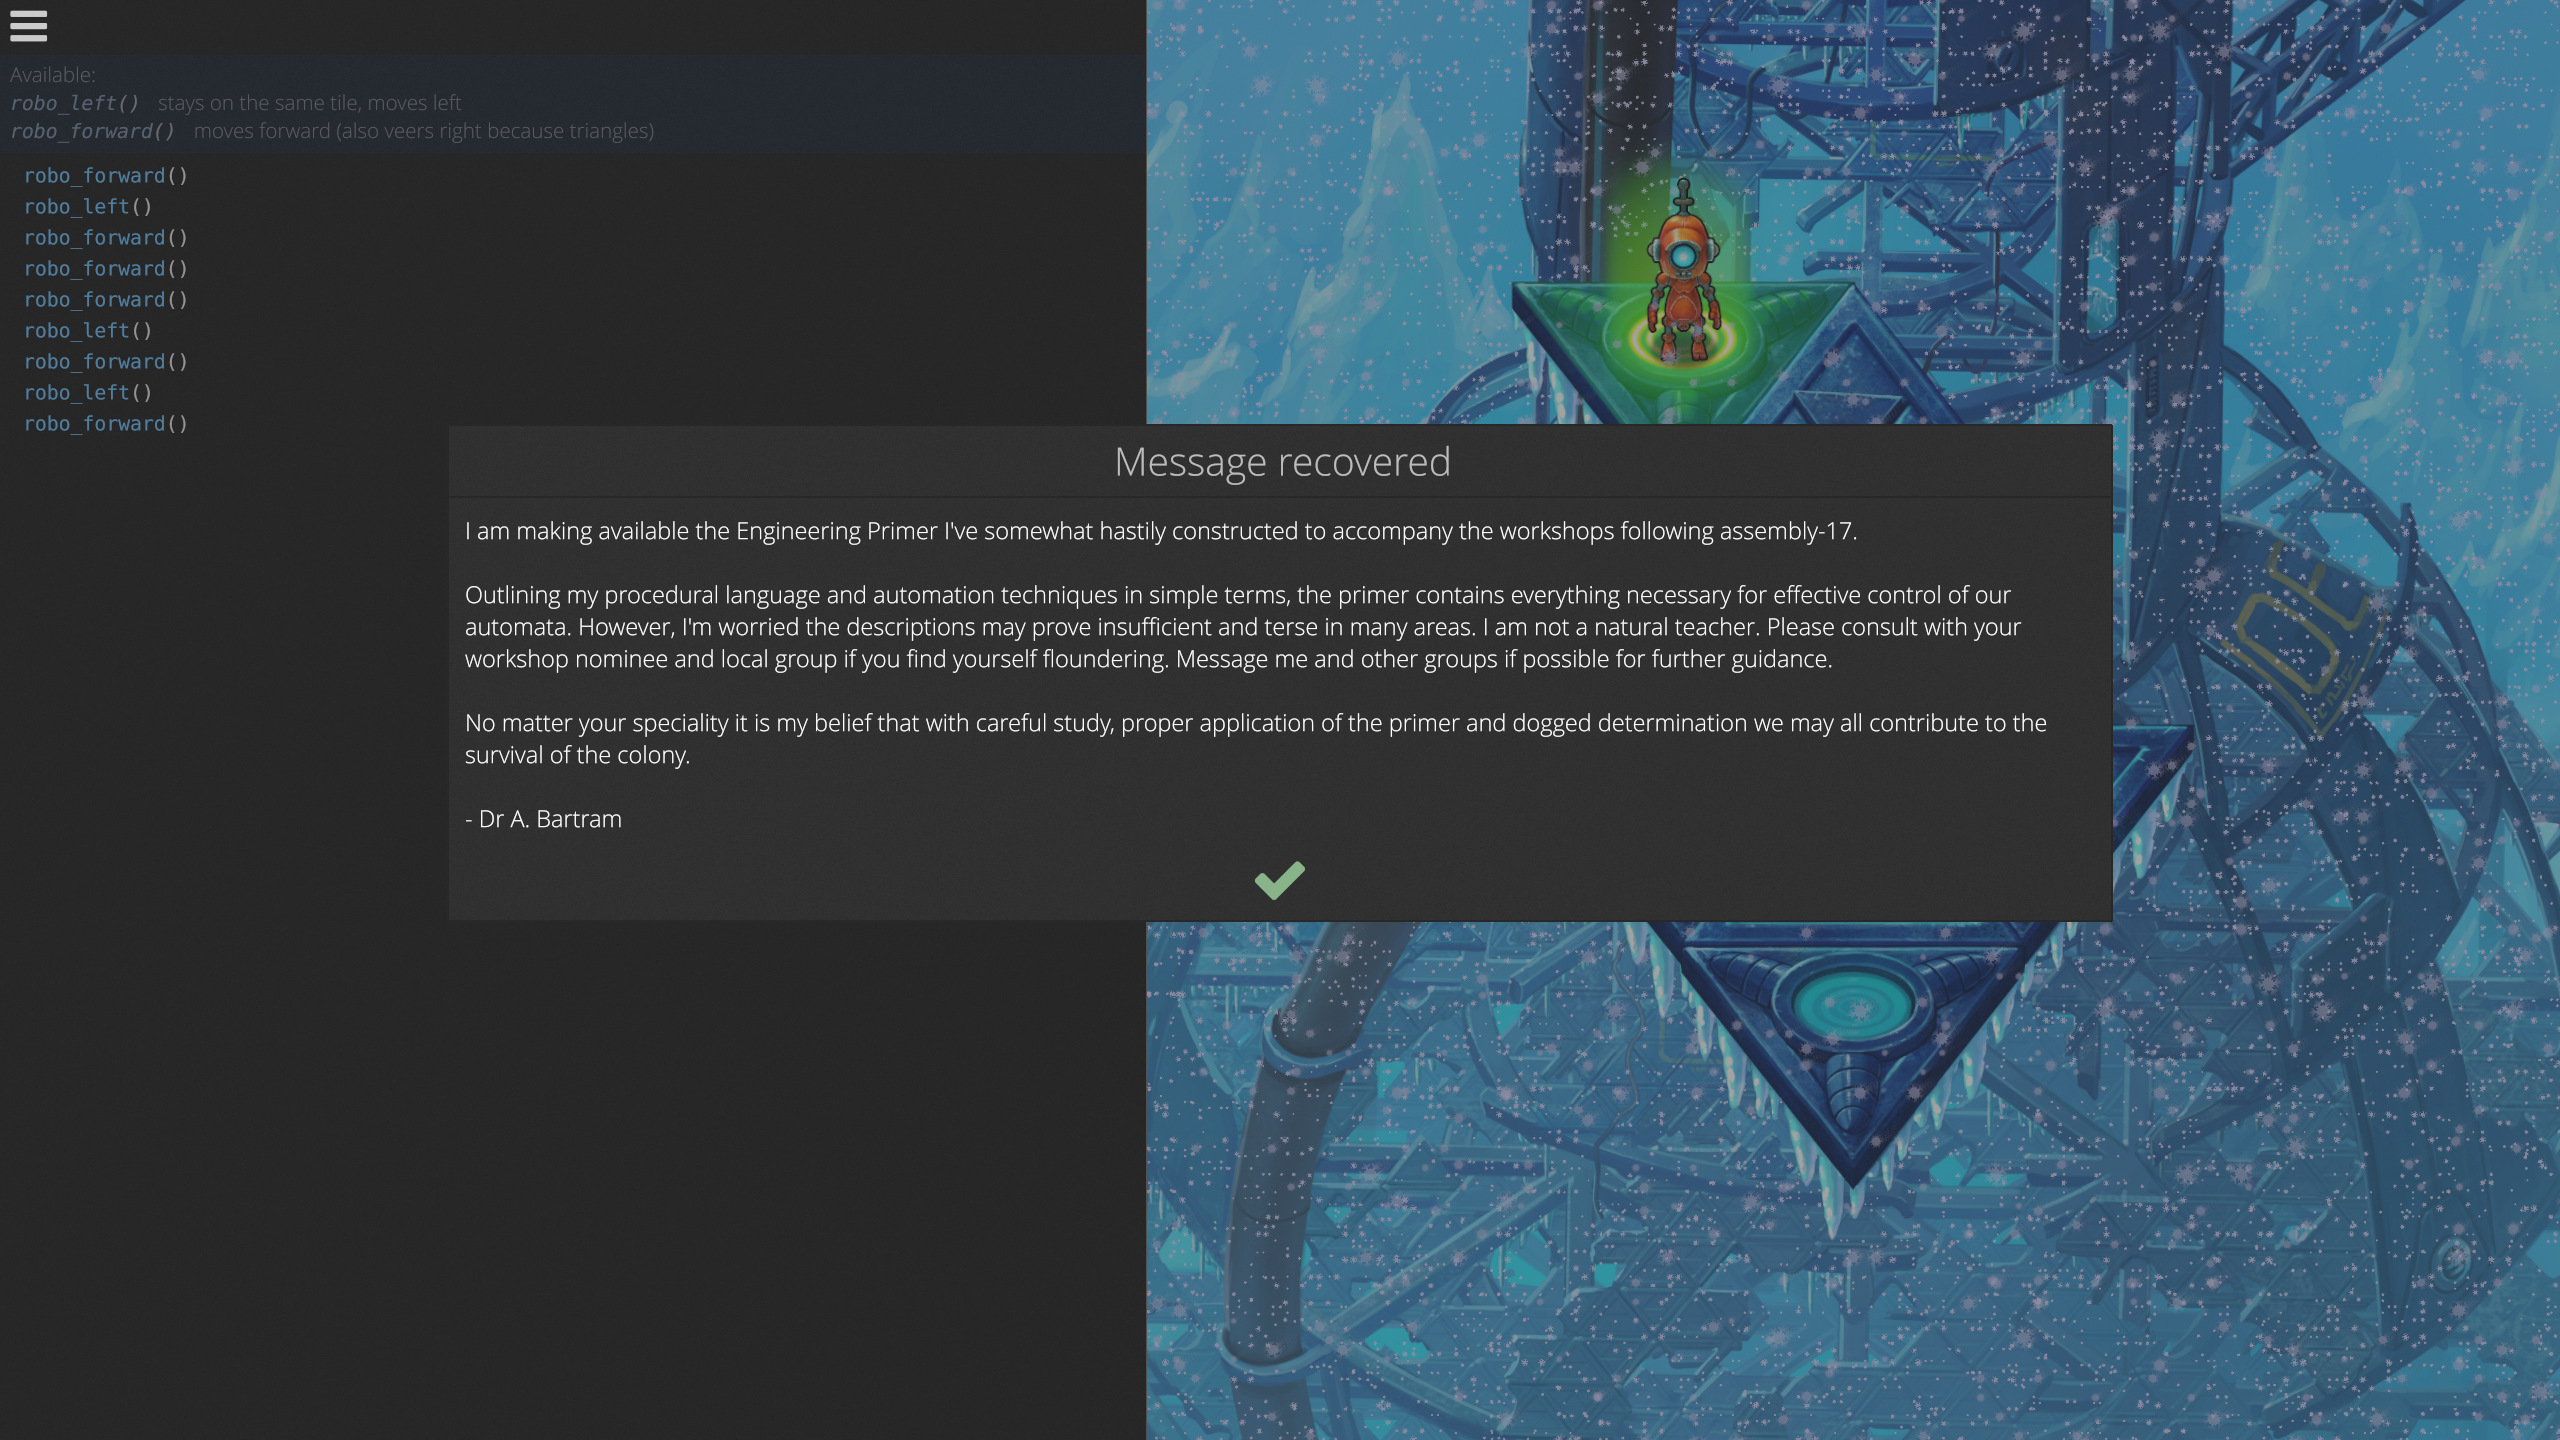 Available:
robo_left() stays on the same tile, moves left
robo_forward() moves forward (also veers right because triangles)
robo_forward()
robo_left()
robo_forward()
robo_forward()
robo_forward()
robo_left()
robo_forward()
robo_left()
robo_forward()
Message recovered
I am making available the Engineering Primer I've somewhat hastily constructed to accompany the workshops following assembly-17.
Outlining my procedural language and automation techniques in simple terms, the primer contains everything necessary for effective control of our
automata. However, I'm worried the descriptions may prove insufficient and terse in many areas. I am not a natural teacher. Please consult with your
workshop nominee and local group if you find yourself floundering. Message me and other groups if possible for further guidance.
No matter your speciality it is my belief that with careful study, proper application of the primer and dogged determination we may all contribute to the
survival of the colony.
- Dr A. Bartram